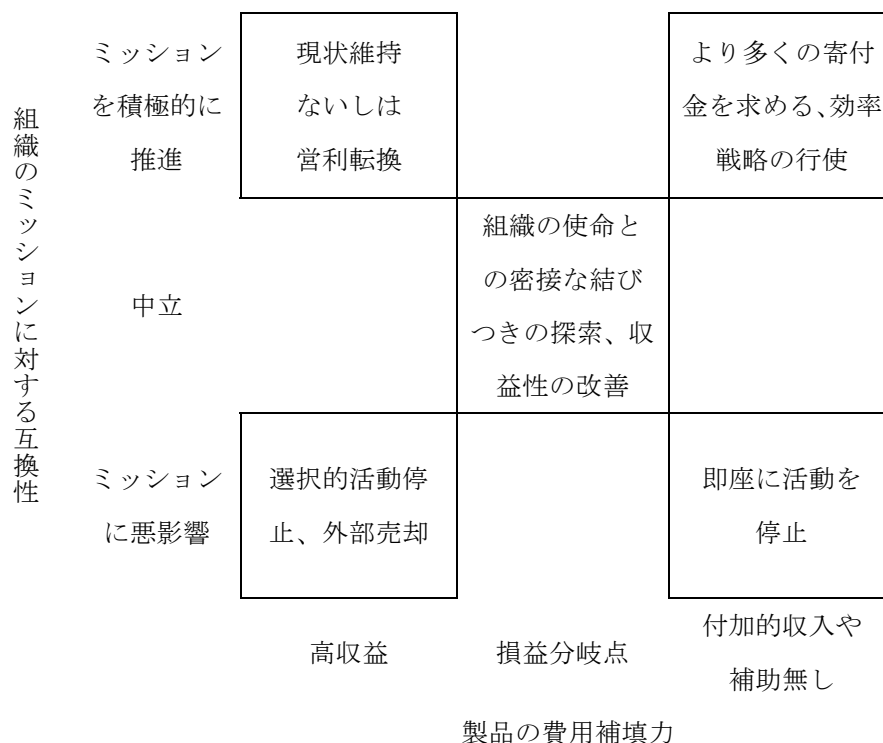 組織のミッションに対する互換性
ミッション
を積極的に
推進
現状維持
ないしは
営利転換
より多くの寄付
金を求める、効率
戦略の行使
中立
組織の使命と
の密接な結び
つきの探索、収
益性の改善
ミッション
に悪影響
選択的活動停
止、外部売却
即座に活動を
停止
高収益
損益分岐点
付加的収入や
補助無し
製品の費用補填力